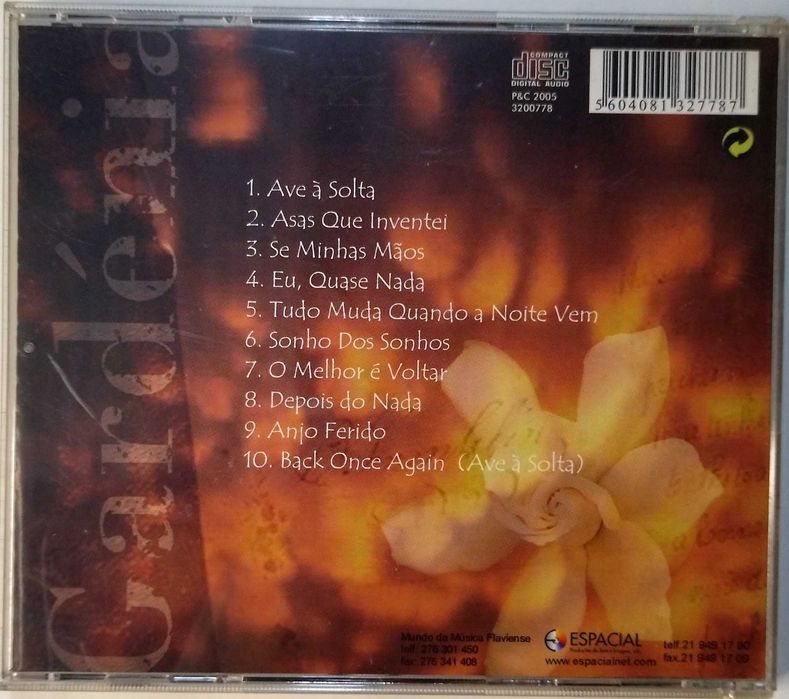 Gardénia
COMPACT
disc
DIGITAL AUDIO
P&C 2005
3200778
5 604081 327787
1. Ave à Solta
2. Asas Que Inventei
3. Se Minhas Mãos
4. Eu, Quase Nada
5. Tudo Muda Quando a Noite Vem
6. Sonho Dos Sonhos
7. O Melhor é Voltar
8. Depois do Nada
9. Anjo Ferido
10. Back Once Again (Ave à Solta)
Mundo da Música Flaviense
telf: 276 301 450
fax: 276 341 408
ESPACIAL
www.espacialnet.com
telf.21 949 17 90
fax.21 949 17 09